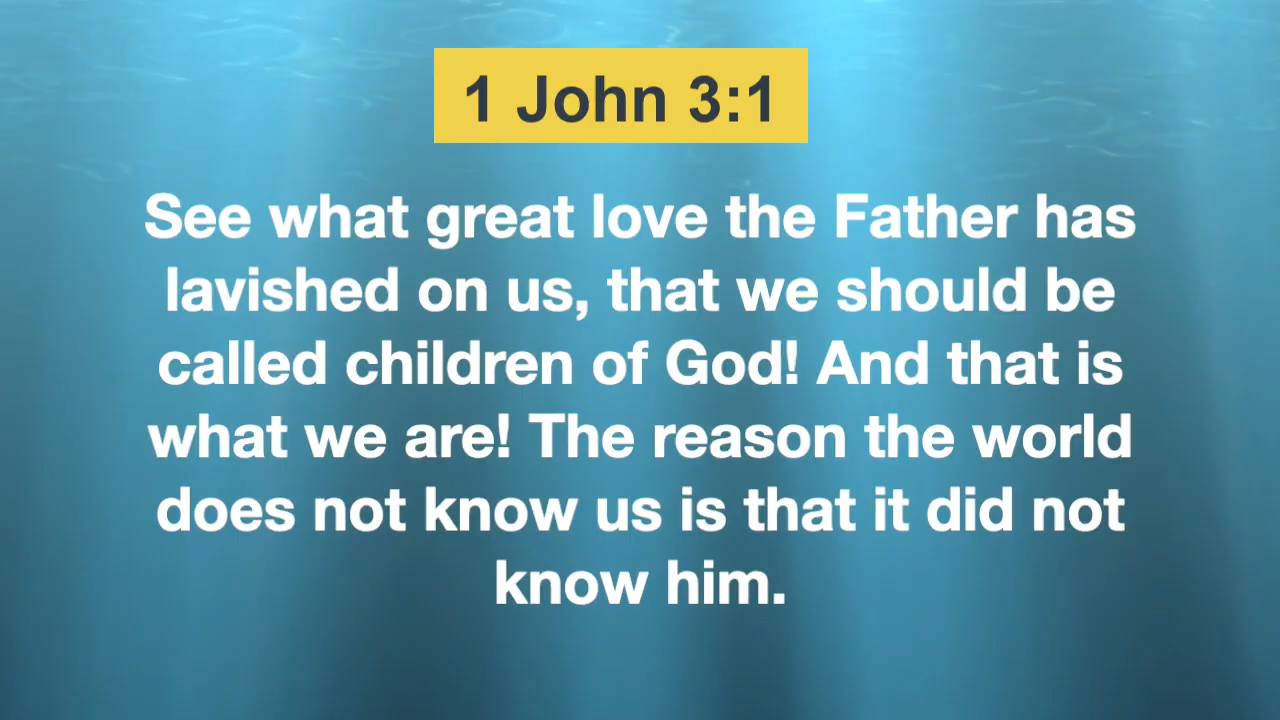 1 John 3:1
See what great love the Father has
lavished on us, that we should be
called children of God! And that is
what we are! The reason the world
does not know us is that it did not
know him.